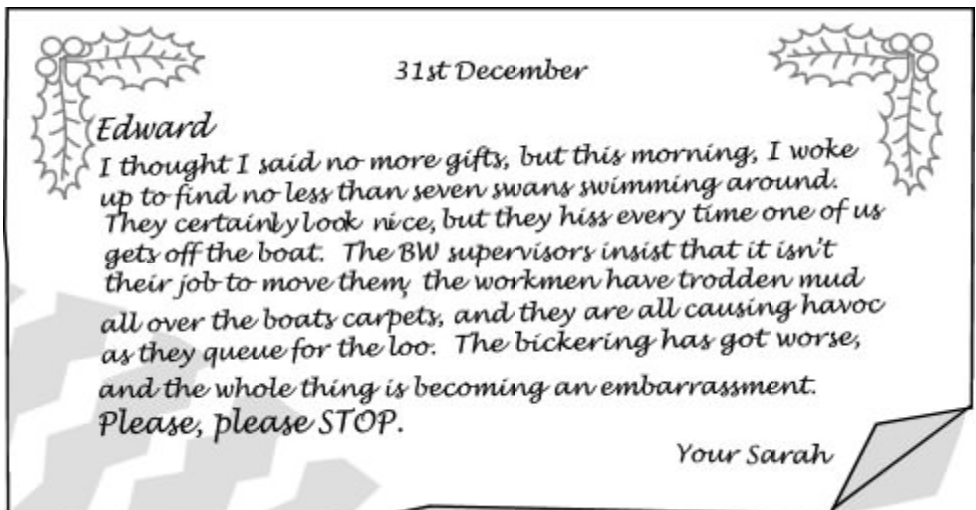 31st December
Edward
I thought I said no more gifts, but this morning, I woke
up to find no less than seven swans swimming around.
They certainly look nice, but they hiss every time one of us
gets off the boat. The BW supervisors insist that it isn't
their job to move them, the workmen have trodden mud
all over the boats carpets, and they are all causing havoc
as they queue for the loo. The bickering has got worse,
and the whole thing is becoming an embarrassment.
Please, please STOP.
Your Sarah